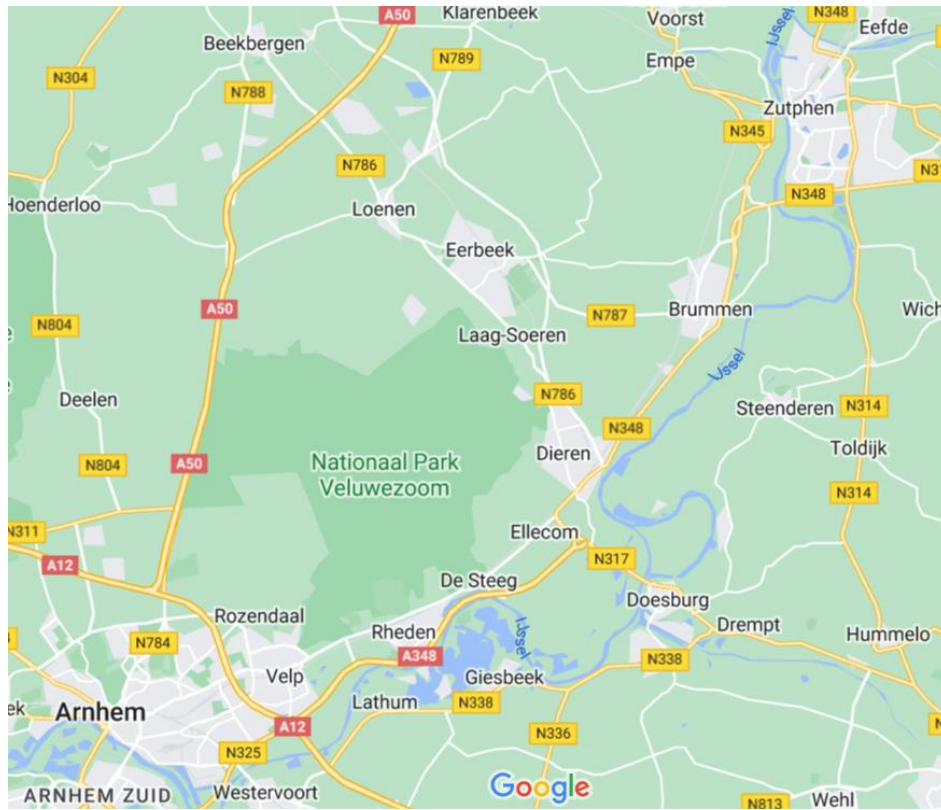 A50
Klarenbeek
Voorst
N348
Eefde
Beekbergen
N789
Empe
IJssel
N304
N788
Zutphen
N345
N786
Hoenderloo
Loenen
N348
Eerbeek
A50
N787
Brummen
N804
Laag-Soeren
IJssel
Deelen
N786
Steenderen
N314
N348
Toldijk
Dieren
N804
A50
Nationaal Park
Veluwezoom
N314
N311
Ellecom
A12
N317
De Steeg
Doesburg
Rozendaal
Drempt
N784
Rheden
IJssel
Hummelo
A348
N338
Velp
Giesbeek
Lathum
N338
Arnhem
A12
N336
N325
Google
ARNHEM ZUID
Westervoort
N813
Wehl